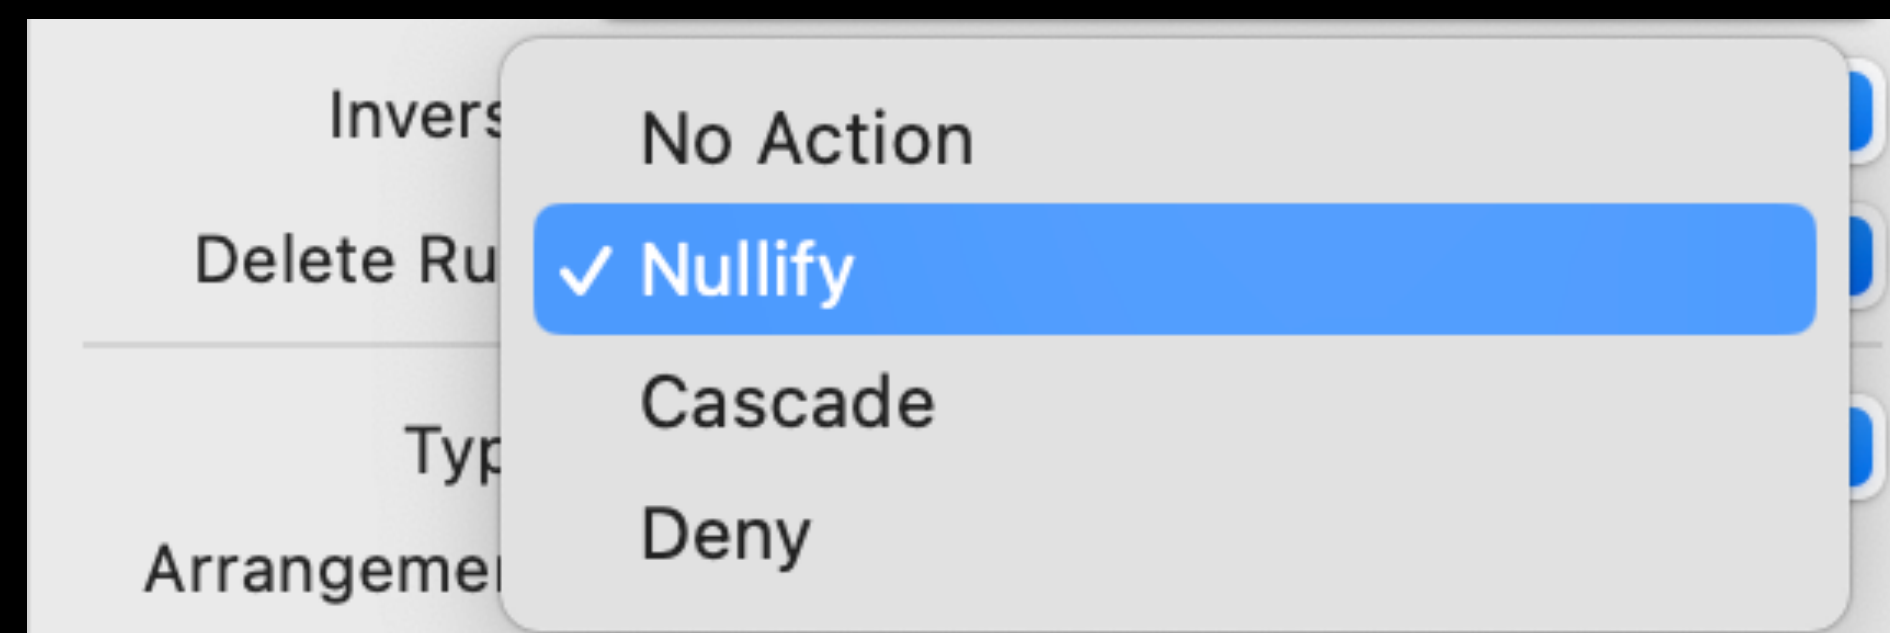 Invers
No Action
Delete Ru
✓ Nullify
Cascade
Typ
Deny
Arrangeme